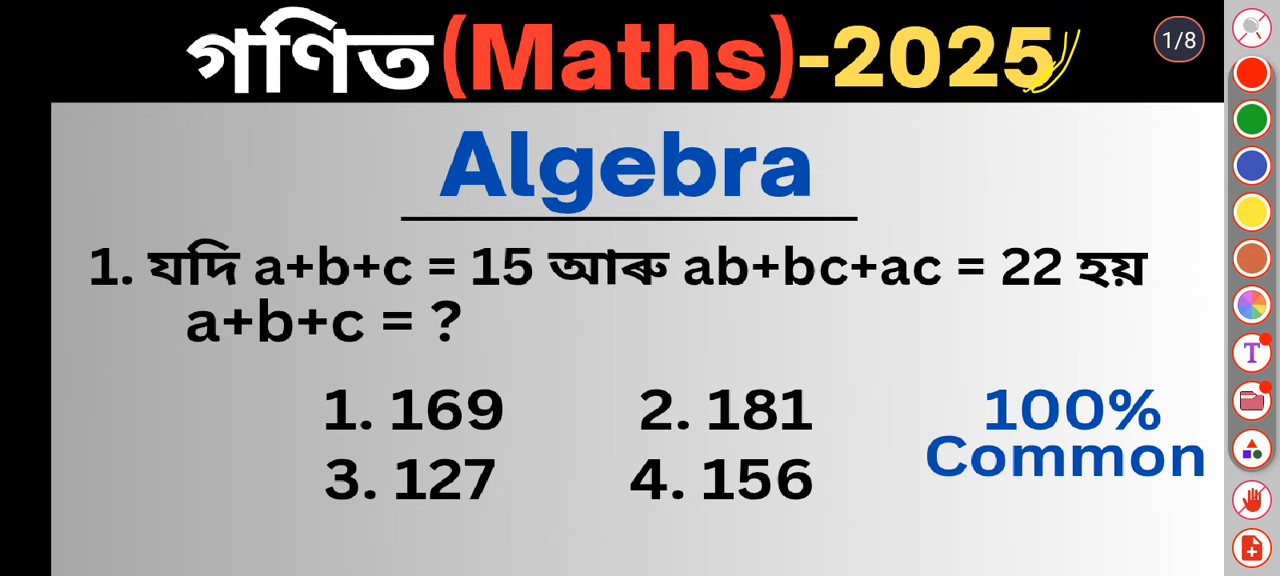 গণিত(Maths)-2025
1/8
Algebra
1. যদি a+b+c = 15 আৰু ab+bc+ac = 22 হয়
a+b+c = ?
1. 169 2. 181
3. 127 4. 156
100%
Common
T